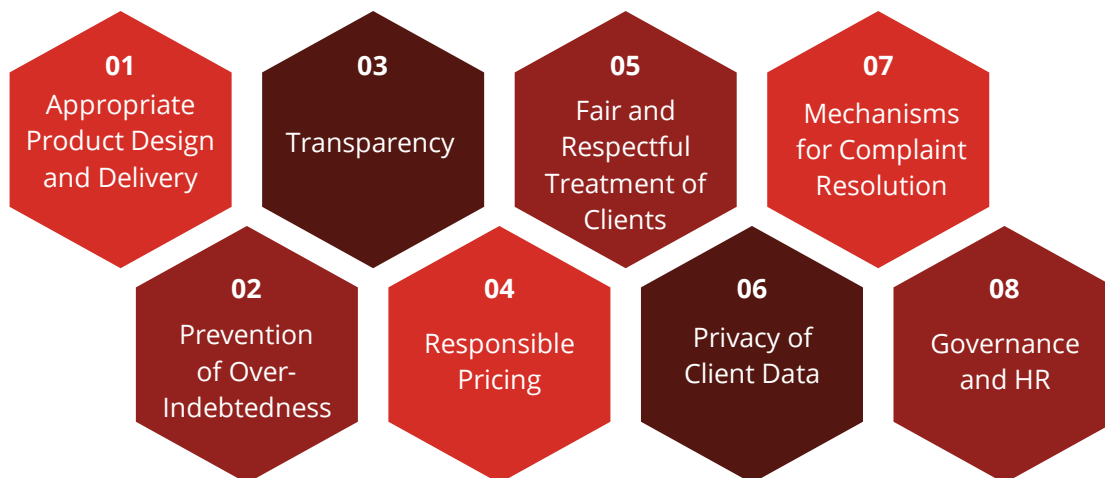 01
Appropriate
Product Design
and Delivery
02
Prevention
of Over-
Indebtedness
03
Transparency
04
Responsible
Pricing
05
Fair and
Respectful
Treatment of
Clients
06
Privacy of
Client Data
07
Mechanisms
for Complaint
Resolution
08
Governance
and HR